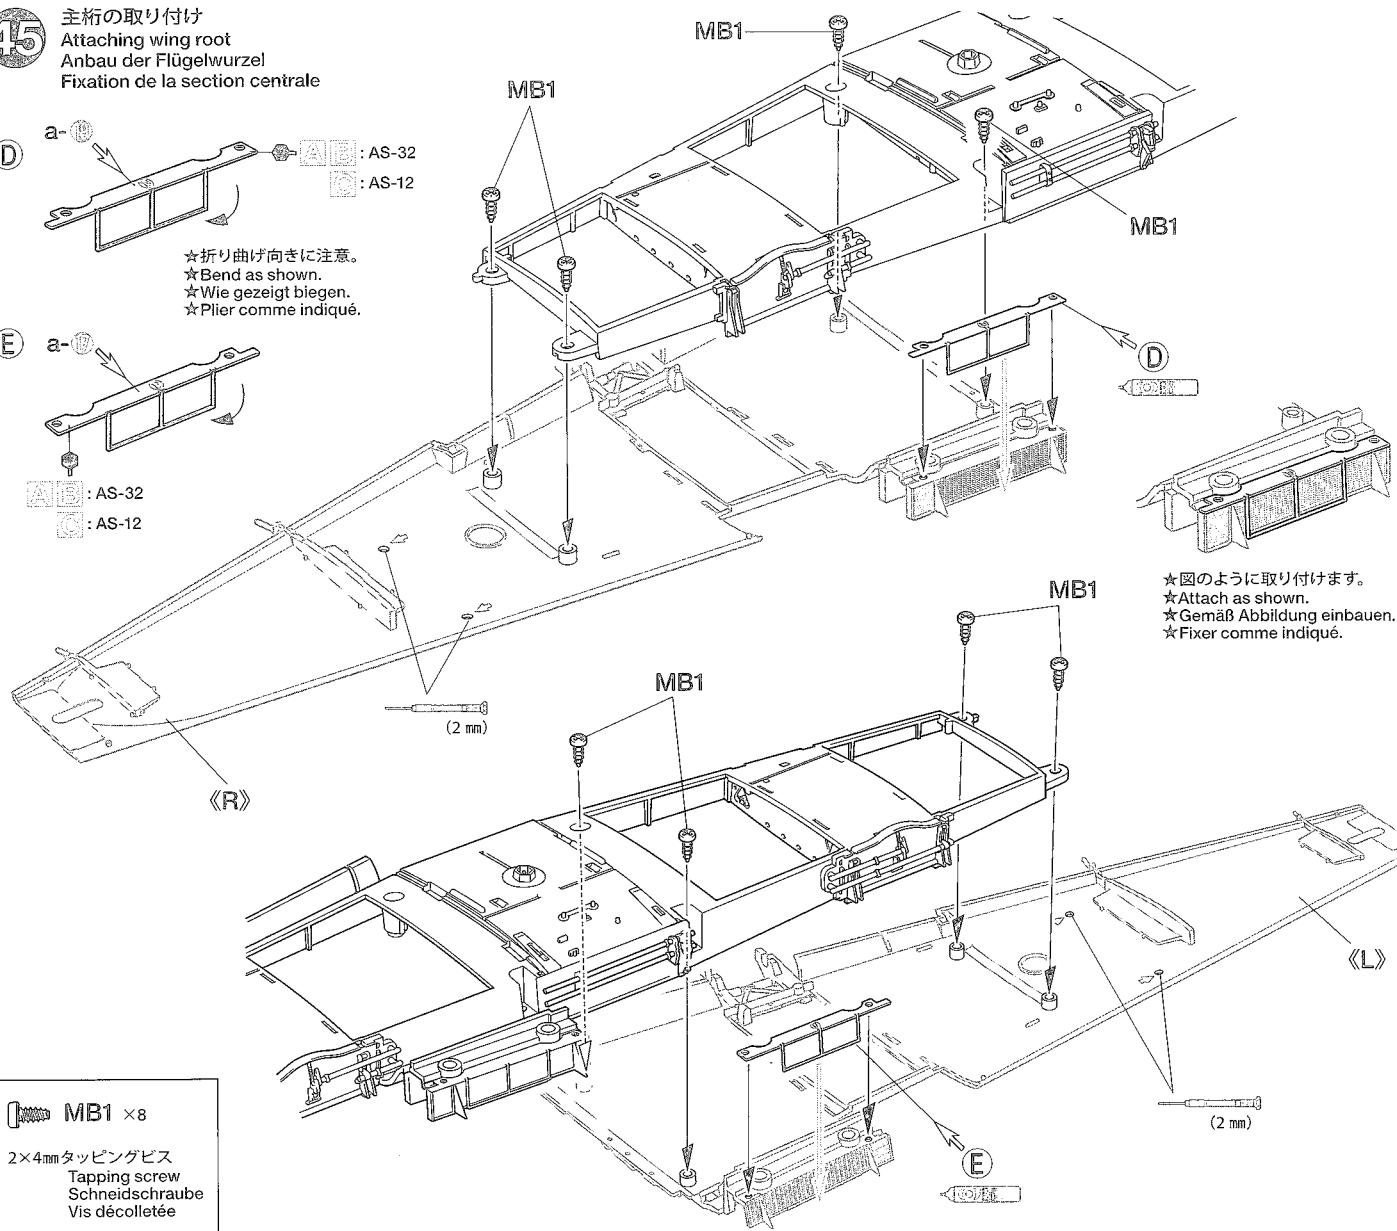 45
主桁の取り付け
Attaching wing root
Anbau der Flügelwurzel
Fixation de la section centrale
D
a-
A B : AS-32
C : AS-12
☆折り曲げ向きに注意。
☆Bend as shown.
☆Wie gezeigt biegen.
☆Plier comme indiqué.
E
a-17
A B : AS-32
C : AS-12
MB1
MB1
MB1
D
☆図のように取り付けます。
☆Attach as shown.
☆Gemäß Abbildung einbauen.
☆Fixer comme indiqué.
(2 mm)
《R》
MB1
MB1
《L》
(2 mm)
E
MB1 ×8
2×4mmタッピングビス
Tapping screw
Schneidschraube
Vis décolletée